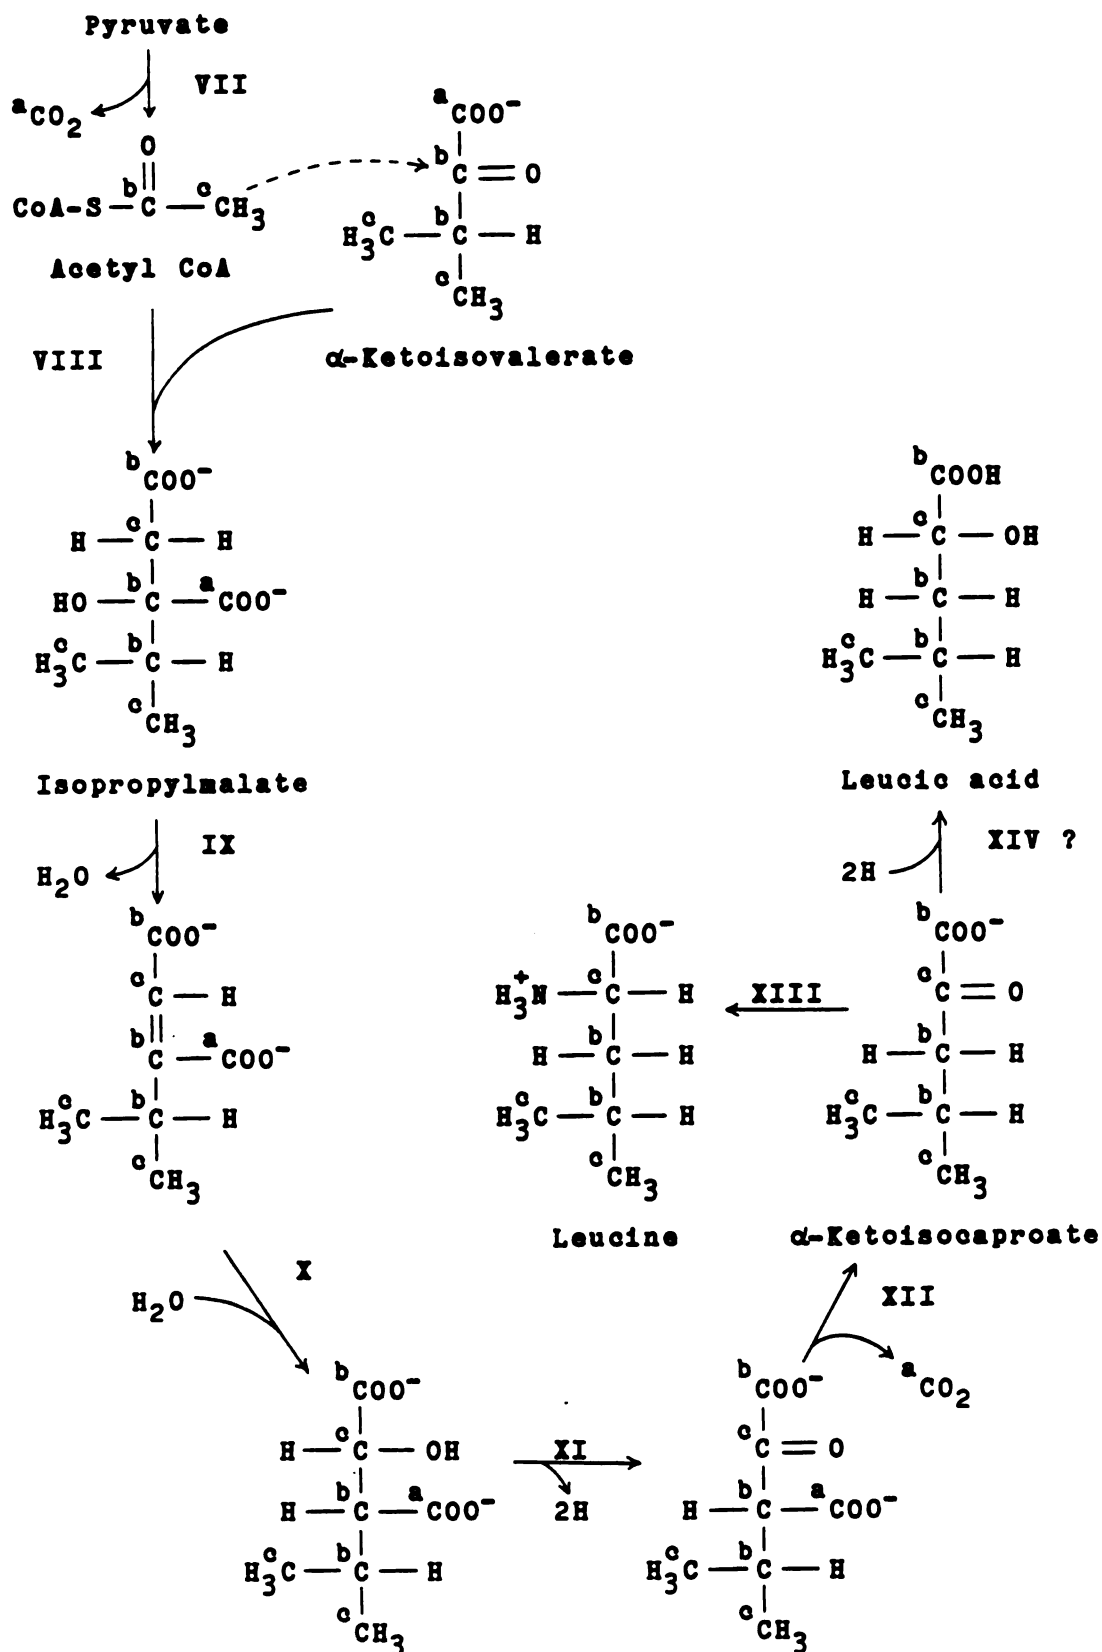 Pyruvate
VII
aCO2
O
CoA-S—bC—cCH3
Acetyl CoA
aCOO-
bC=O
H3cC—bC—H
cCH3
α-Ketoisovalerate
VIII
bCOO-
H—cC—H
HO—bC—aCOO-
H3cC—bC—H
cCH3
Isopropylmalate
IX
H2O
bCOO-
cC—H
bC—aCOO-
H3cC—bC—H
cCH3
X
H2O
bCOO-
H—cC—OH
H—bC—aCOO-
H3cC—bC—H
cCH3
XI
2H
bCOO-
cC=O
H—bC—aCOO-
H3cC—bC—H
cCH3
XII
aCO2
bCOO-
cC=O
H—bC—H
H3cC—bC—H
cCH3
α-Ketoisocaproate
XIII
bCOO-
H3+N—cC—H
H—bC—H
H3cC—bC—H
cCH3
Leucine
2H
XIV ?
bCOOH
H—cC—OH
H—bC—H
H3cC—bC—H
cCH3
Leucic acid